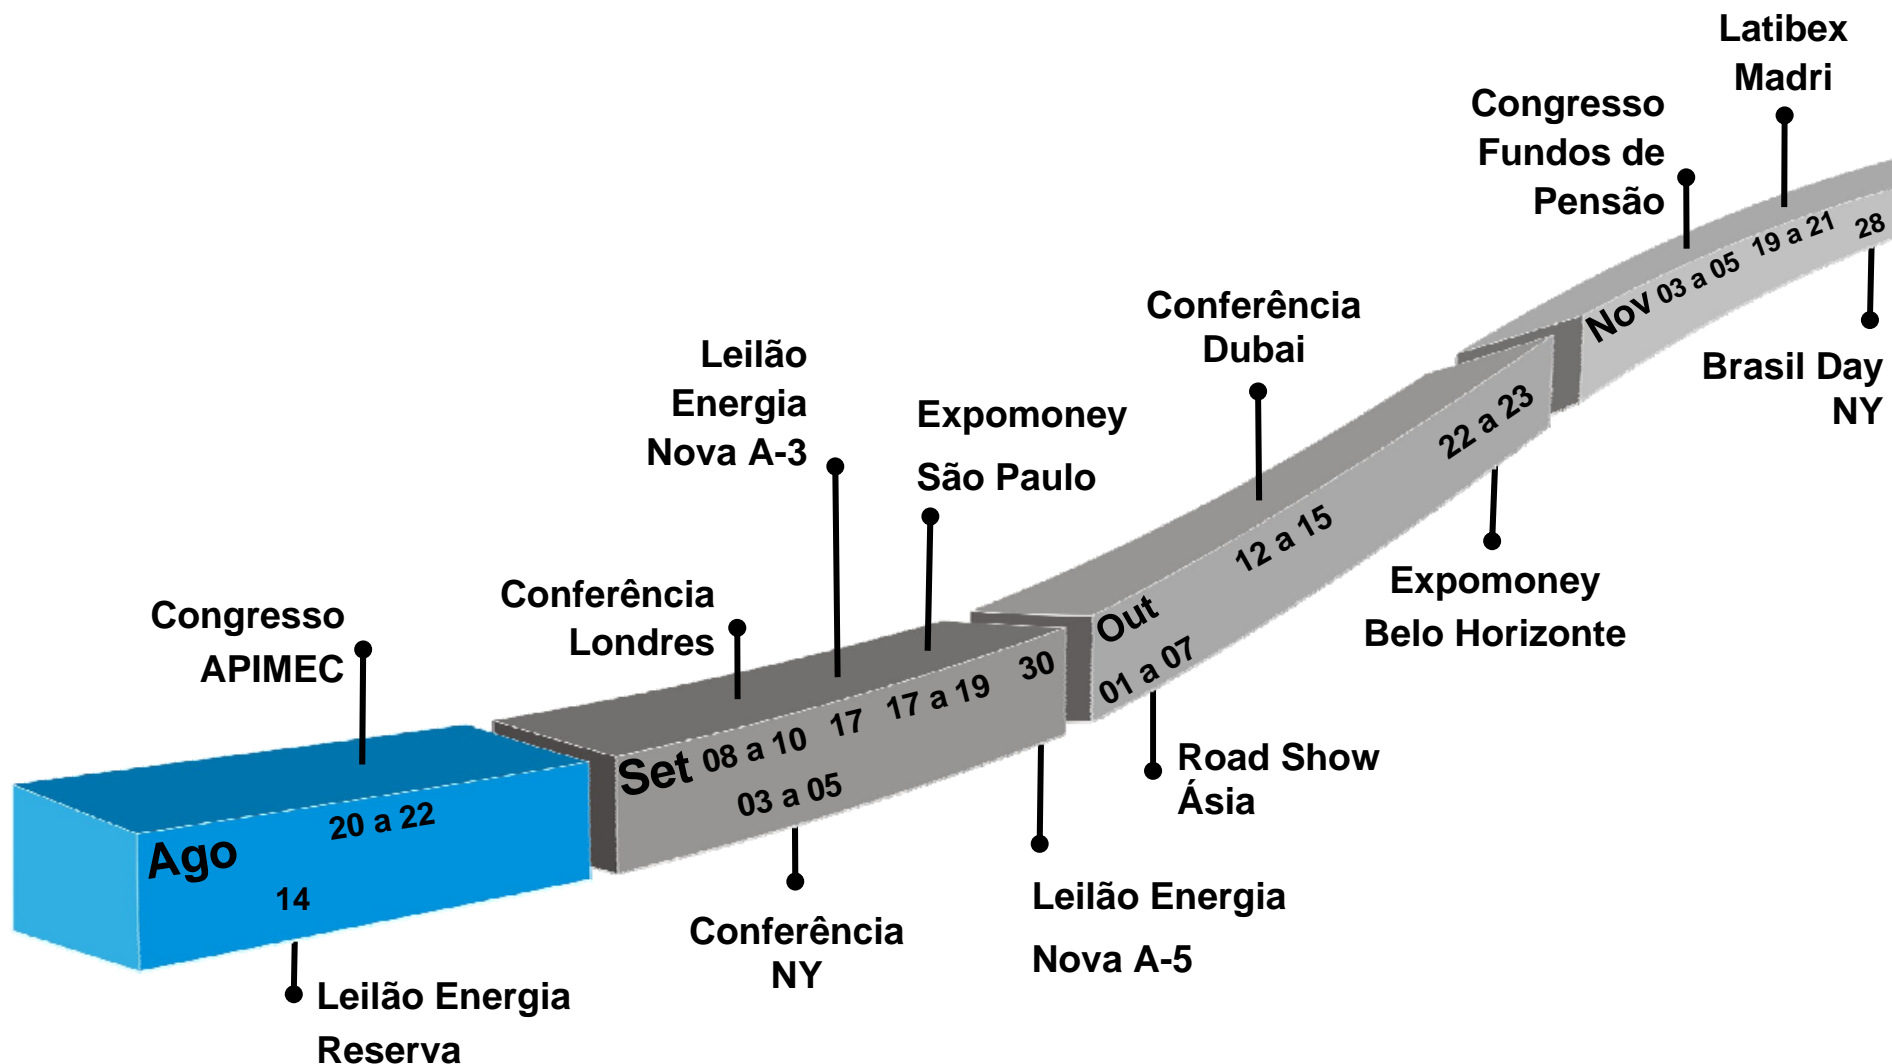 Latibex
Madri
Congresso
Fundos de
Pensão
Nov 03 a 05 19 a 21 28
Brasil Day
NY
Conferência
Dubai
Leilão
Energia
Nova A-3
Expomoney
São Paulo
22 a 23
12 a 15
Expomoney
Belo Horizonte
Out
01 a 07
Road Show
Ásia
Conferência
Londres
Congresso
APIMEC
Set 08 a 10 17 17 a 19 30
03 a 05
Conferência
NY
Leilão Energia
Nova A-5
Ago
20 a 22
14
Leilão Energia
Reserva